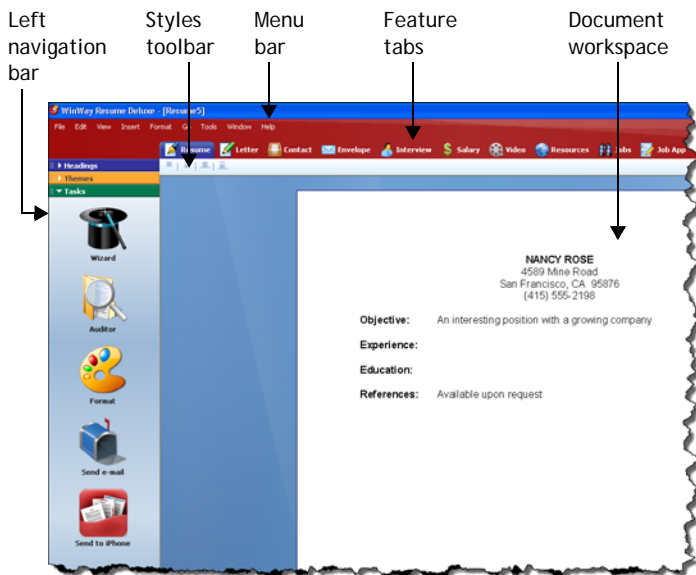 Left navigation bar
Styles toolbar
Menu bar
Feature tabs
Document workspace
WinWay Resume Deluxe - [Resume5]
File Edit View Insert Format Go Tools Window Help
Resume Letter Contact Envelope Interview Salary Video Resources Jobs Job App
Headings
Themes
Tasks
Wizard
Auditor
Format
Send e-mail
Send to iPhone
NANCY ROSE
4589 Mine Road
San Francisco, CA 95876
(415) 555-2198
Objective: An interesting position with a growing company
Experience:
Education:
References: Available upon request